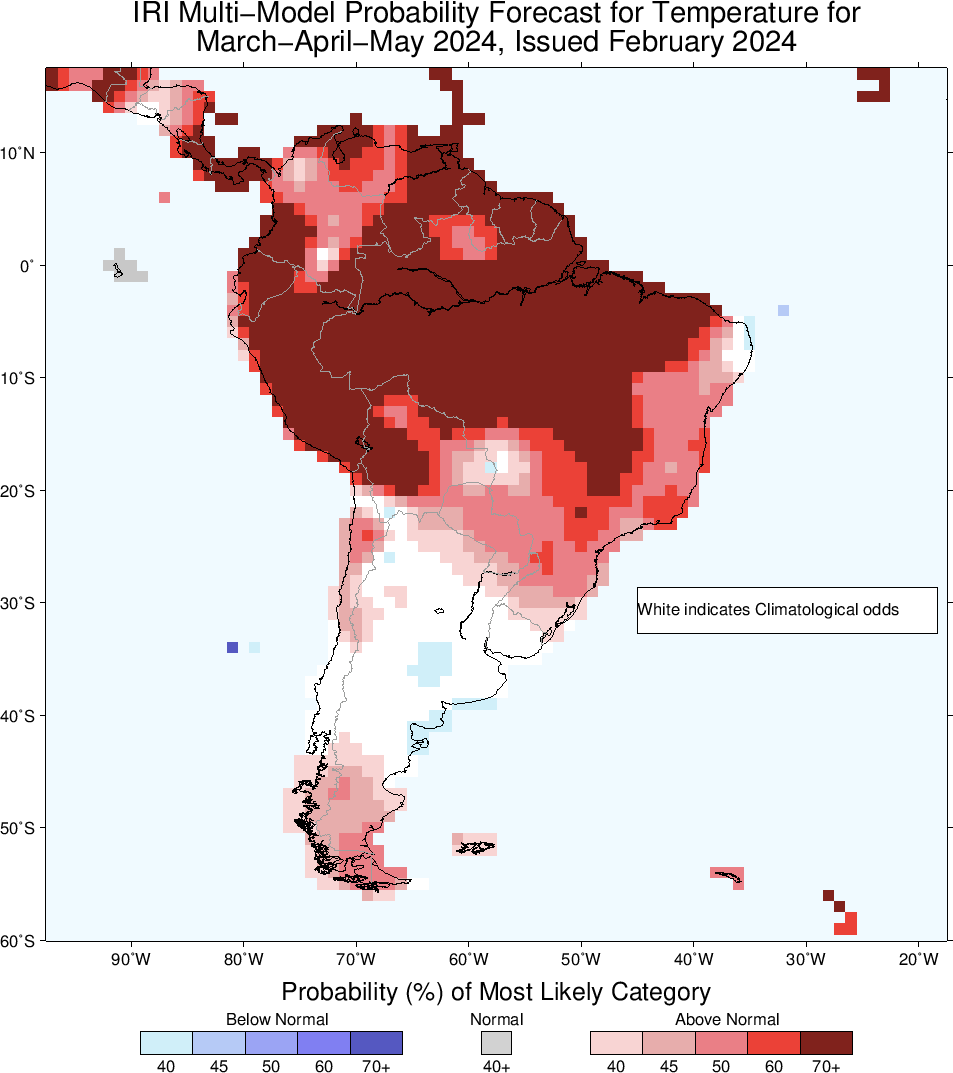 IRI Multi−Model Probability Forecast for Temperature for
March−April−May 2024, Issued February 2024
10˚N
0˚
10˚S
20˚S
30˚S
White indicates Climatological odds
40˚S
50˚S
60˚S
90˚W 80˚W 70˚W 60˚W 50˚W 40˚W 30˚W 20˚W
Probability (%) of Most Likely Category
Below Normal Normal Above Normal
40 45 50 60 70+ 40+ 40 45 50 60 70+